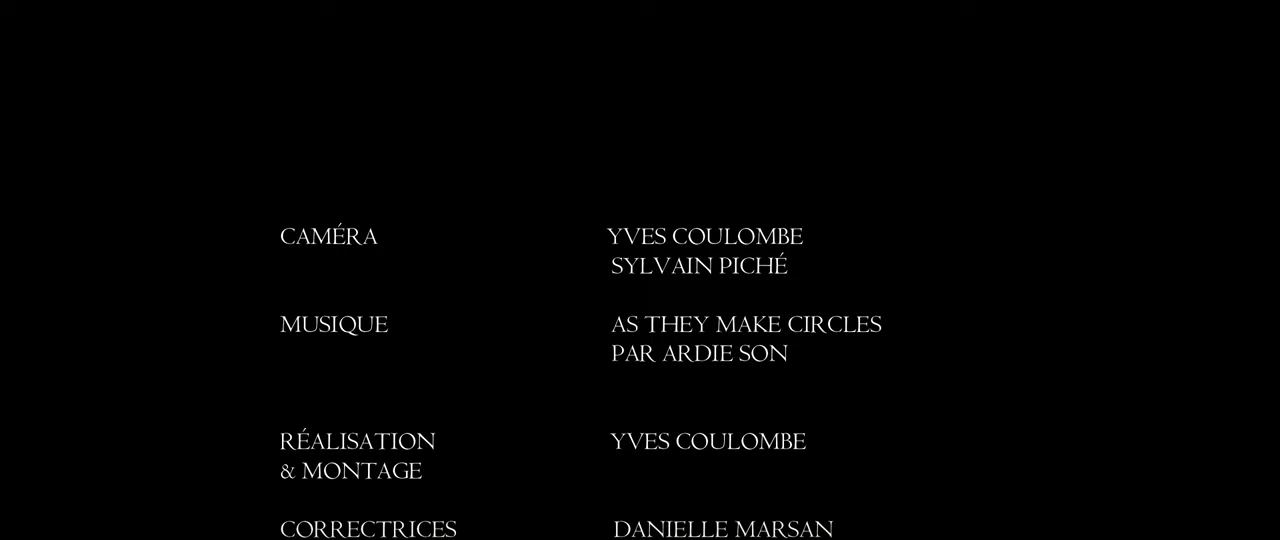 CAMÉRA YVES COULOMBE
SYLVAIN PICHÉ
MUSIQUE AS THEY MAKE CIRCLES
PAR ARDIE SON
RÉALISATION YVES COULOMBE
& MONTAGE
CORRECTRICES DANIELLE MARSAN